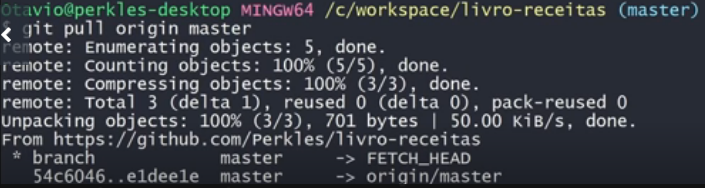 Otavio@perkles-desktop MINGW64 /c/workspace/livro-receitas (master)
$ git pull origin master
remote: Enumerating objects: 5, done.
remote: Counting objects: 100% (5/5), done.
remote: Compressing objects: 100% (3/3), done.
remote: Total 3 (delta 1), reused 0 (delta 0), pack-reused 0
Unpacking objects: 100% (3/3), 701 bytes | 50.00 KiB/s, done.
From https://github.com/Perkles/livro-receitas
 * branch            master     -> FETCH_HEAD
   54c6046..e1dee1e  master     -> origin/master